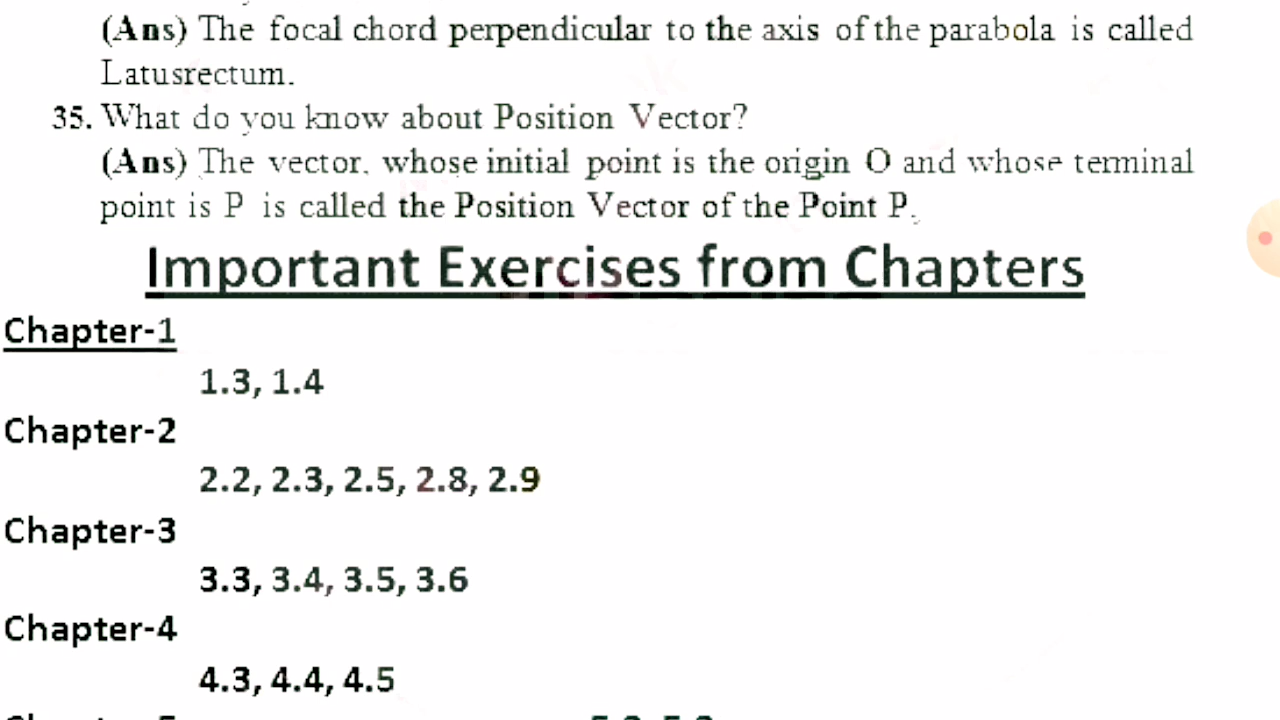 (Ans) The focal chord perpendicular to the axis of the parabola is called
Latusrectum.
35. What do you know about Position Vector?
(Ans) The vector, whose initial point is the origin O and whose terminal
point is P is called the Position Vector of the Point P.
Important Exercises from Chapters
Chapter-1
1.3, 1.4
Chapter-2
2.2, 2.3, 2.5, 2.8, 2.9
Chapter-3
3.3, 3.4, 3.5, 3.6
Chapter-4
4.3, 4.4, 4.5